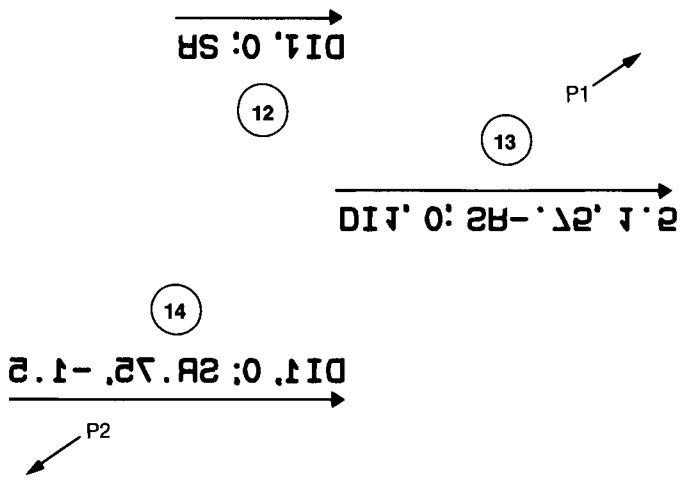 DI1, 0; SR
12
P1
13
DI1, 0; SR-.75, 1.5
14
DI1, 0; SR.75, -1.5
P2